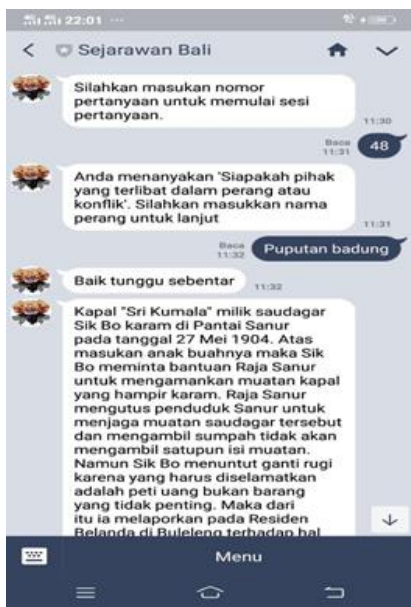 22:01 ...
Sejarawan Bali
Silahkan masukan nomor
pertanyaan untuk memulai sesi
pertanyaan.
11:30
Baca
11:31
48
Anda menanyakan 'Siapakah pihak
yang terlibat dalam perang atau
konflik'. Silahkan masukkan nama
perang untuk lanjut
11:31
Baca
11:32
Puputan badung
Baik tunggu sebentar
11:32
Kapal "Sri Kumala" milik saudagar
Sik Bo karam di Pantai Sanur
pada tanggal 27 Mei 1904. Atas
masukan anak buahnya maka Sik
Bo meminta bantuan Raja Sanur
untuk mengamankan muatan kapal
yang hampir karam. Raja Sanur
mengutus penduduk Sanur untuk
menjaga muatan saudagar tersebut
dan mengambil sumpah tidak akan
mengambil satupun isi muatan.
Namun Sik Bo menuntut ganti rugi
karena yang harus diselamatkan
adalah peti uang bukan barang
yang tidak penting. Maka dari
itu ia melaporkan pada Residen
Belanda di Buleleng terhadap hal
Menu